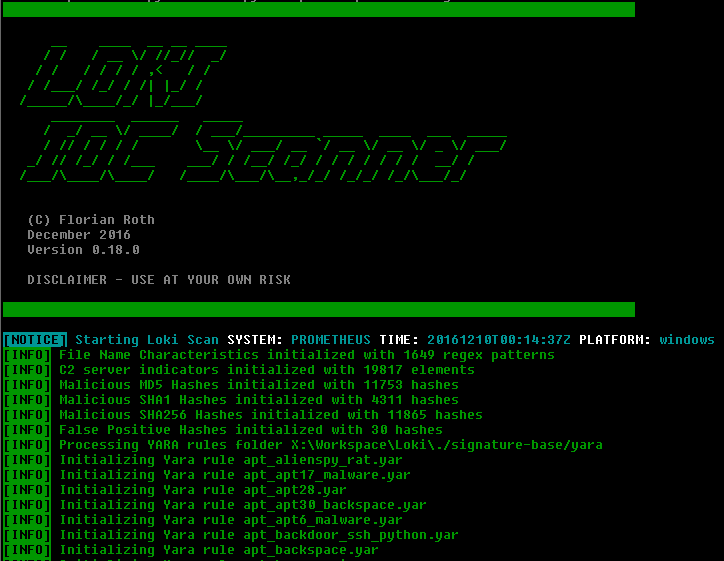 LOKI
IOC Scanner
(C) Florian Roth
December 2016
Version 0.18.0
DISCLAIMER - USE AT YOUR OWN RISK
[NOTICE] Starting Loki Scan SYSTEM: PROMETHEUS TIME: 20161210T00:14:37Z PLATFORM: windows
[INFO] File Name Characteristics initialized with 1649 regex patterns
[INFO] C2 server indicators initialized with 19817 elements
[INFO] Malicious MD5 Hashes initialized with 11753 hashes
[INFO] Malicious SHA1 Hashes initialized with 4311 hashes
[INFO] Malicious SHA256 Hashes initialized with 11865 hashes
[INFO] False Positive Hashes initialized with 30 hashes
[INFO] Processing YARA rules folder X:\Workspace\Loki\./signature-base/yara
[INFO] Initializing Yara rule apt_alienspy_rat.yar
[INFO] Initializing Yara rule apt_apt17_malware.yar
[INFO] Initializing Yara rule apt_apt28.yar
[INFO] Initializing Yara rule apt_apt30_backspace.yar
[INFO] Initializing Yara rule apt_apt6_malware.yar
[INFO] Initializing Yara rule apt_backdoor_ssh_python.yar
[INFO] Initializing Yara rule apt_backspace.yar